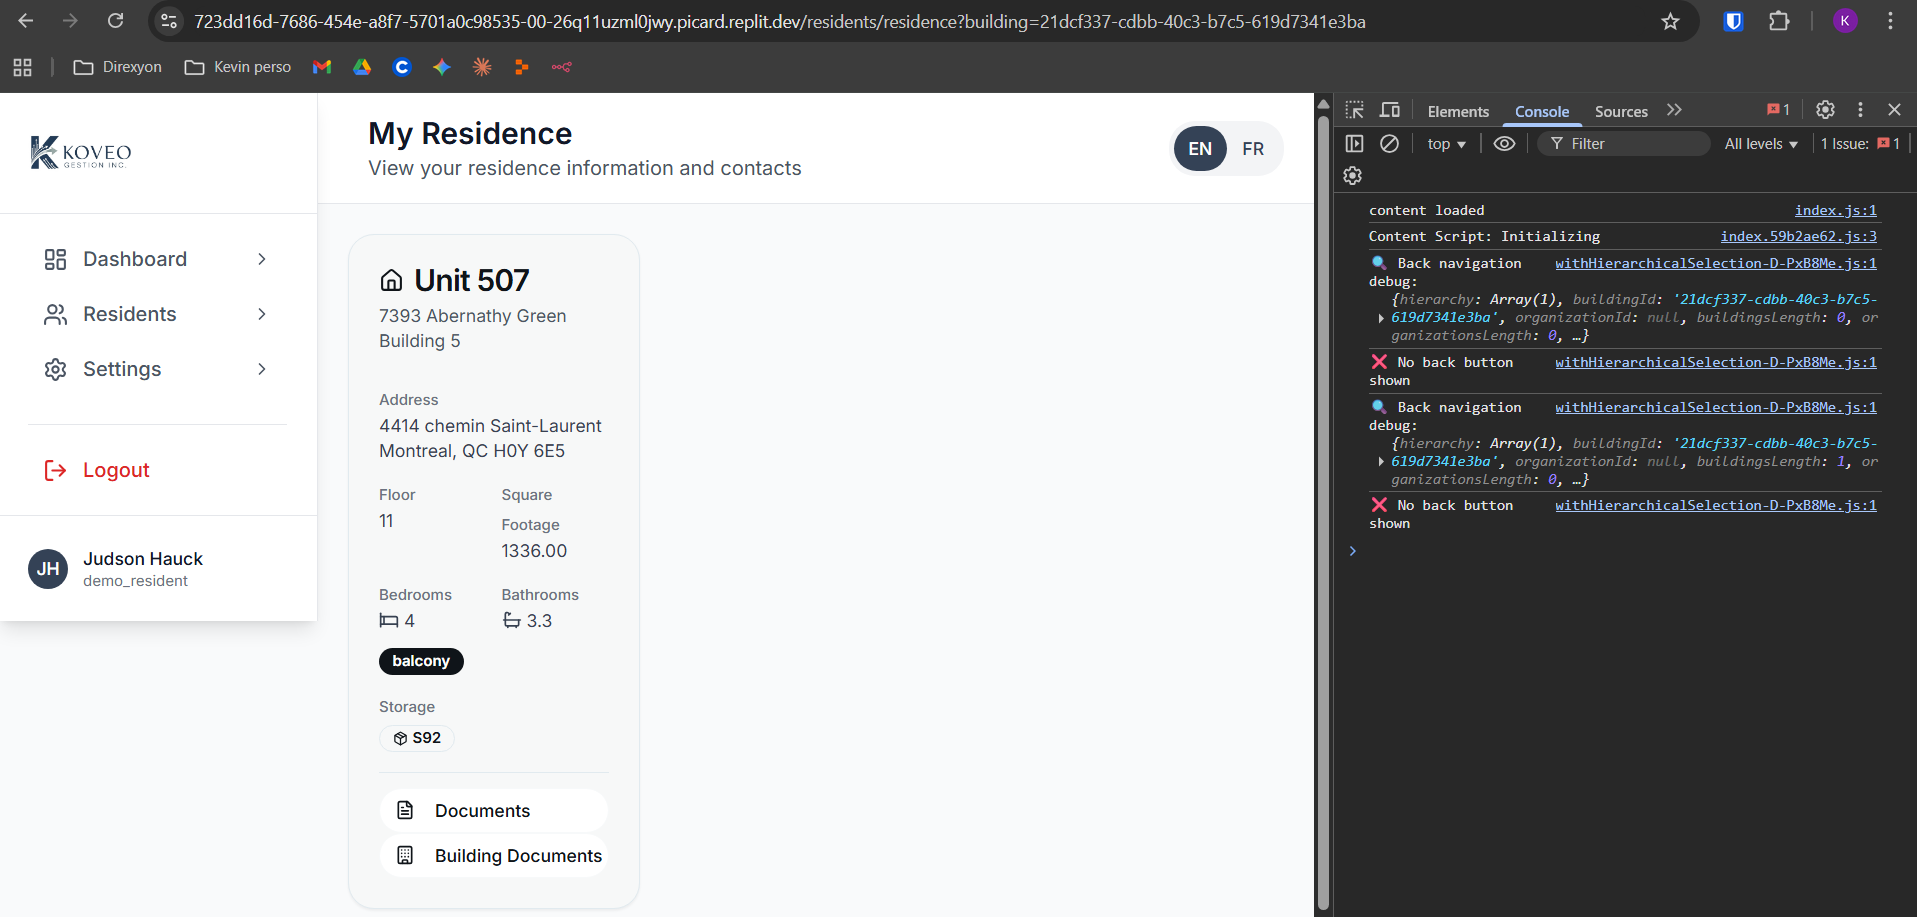 723dd16d-7686-454e-a8f7-5701a0c98535-00-26q11uzml0jwy.picard.replit.dev/residents/residence?building=21dcf337-cdbb-40c3-b7c5-619d7341e3ba
K
Direxyon
Kevin perso
KOVEO
GESTION INC.
Dashboard
Residents
Settings
Logout
JH
Judson Hauck
demo_resident
My Residence
View your residence information and contacts
EN FR
Unit 507
7393 Abernathy Green
Building 5
Address
4414 chemin Saint-Laurent
Montreal, QC H0Y 6E5
Floor
11
Square
Footage
1336.00
Bedrooms
4
Bathrooms
3.3
balcony
Storage
S92
Documents
Building Documents
Elements Console Sources 1
top Filter All levels 1 Issue: 1
content loaded index.js:1
Content Script: Initializing index.59b2ae62.js:3
Back navigation withHierarchicalSelection-D-PxB8Me.js:1
debug:
{hierarchy: Array(1), buildingId: '21dcf337-cdbb-40c3-b7c5-
619d7341e3ba', organizationId: null, buildingsLength: 0, or
ganizationsLength: 0, …}
No back button withHierarchicalSelection-D-PxB8Me.js:1
shown
Back navigation withHierarchicalSelection-D-PxB8Me.js:1
debug:
{hierarchy: Array(1), buildingId: '21dcf337-cdbb-40c3-b7c5-
619d7341e3ba', organizationId: null, buildingsLength: 1, or
ganizationsLength: 0, …}
No back button withHierarchicalSelection-D-PxB8Me.js:1
shown